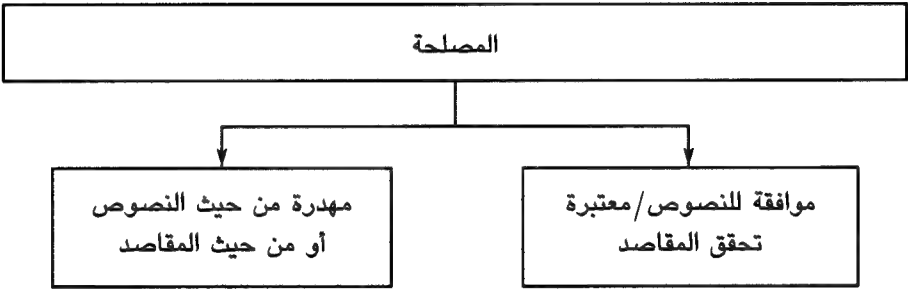 المصلحة
موافقة للنصوص/معتبرة
تحقق المقاصد
مهدرة من حيث النصوص
أو من حيث المقاصد